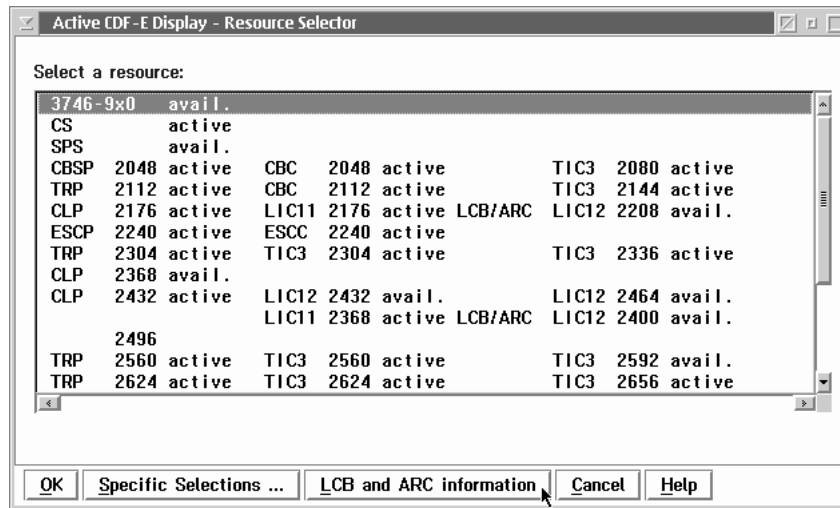 Active CDF-E Display - Resource Selector
Select a resource:
3746-9x0 avail.
CS active
SPS avail.
CBSP 2048 active CBC 2048 active TIC3 2080 active
TRP 2112 active CBC 2112 active TIC3 2144 active
CLP 2176 active LIC11 2176 active LCB/ARC LIC12 2208 avail.
ESCP 2240 active ESCC 2240 active
TRP 2304 active TIC3 2304 active TIC3 2336 active
CLP 2368 avail.
CLP 2432 active LIC12 2432 avail. LIC12 2464 avail.
LIC11 2368 active LCB/ARC LIC12 2400 avail.
2496
TRP 2560 active TIC3 2560 active TIC3 2592 avail.
TRP 2624 active TIC3 2624 active TIC3 2656 active
OK Specific Selections ... LCB and ARC information Cancel Help